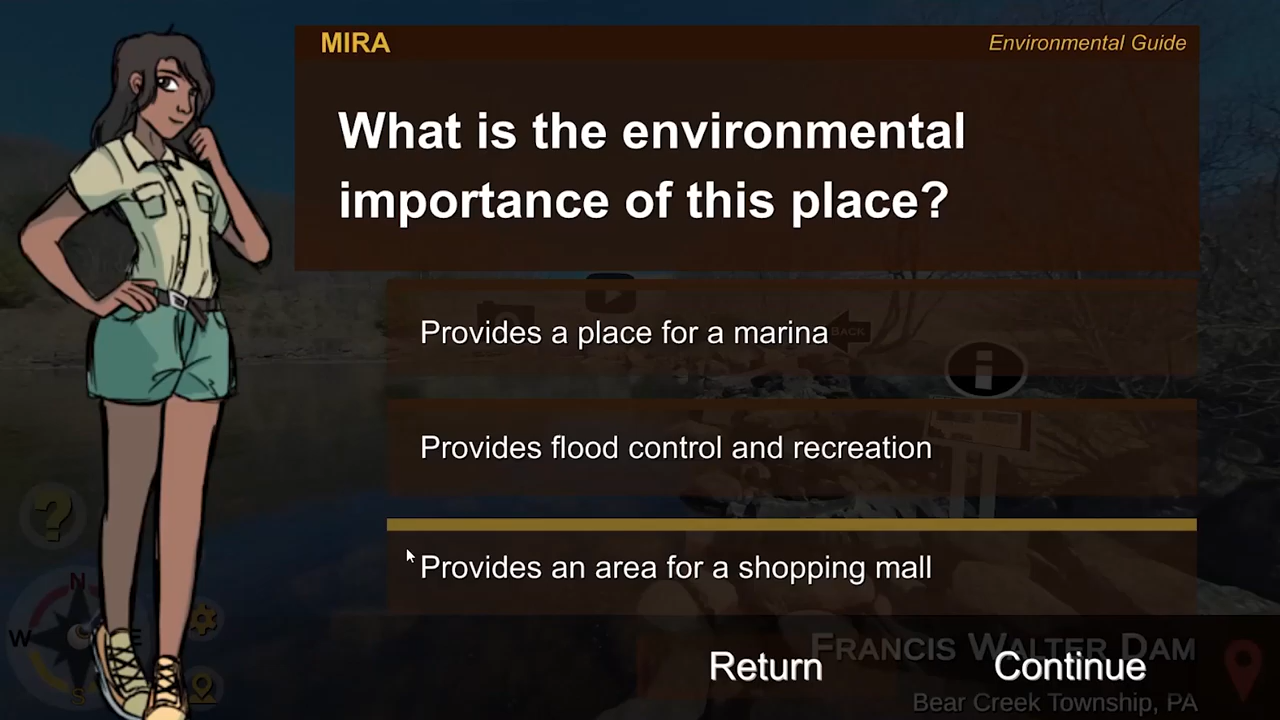 MIRA
Environmental Guide
What is the environmental
importance of this place?
Provides a place for a marina
BACK
i
Provides flood control and recreation
Provides an area for a shopping mall
?
N
W
E
S
FRANCIS WALTER DAM
Return
Continue
Bear Creek Township, PA